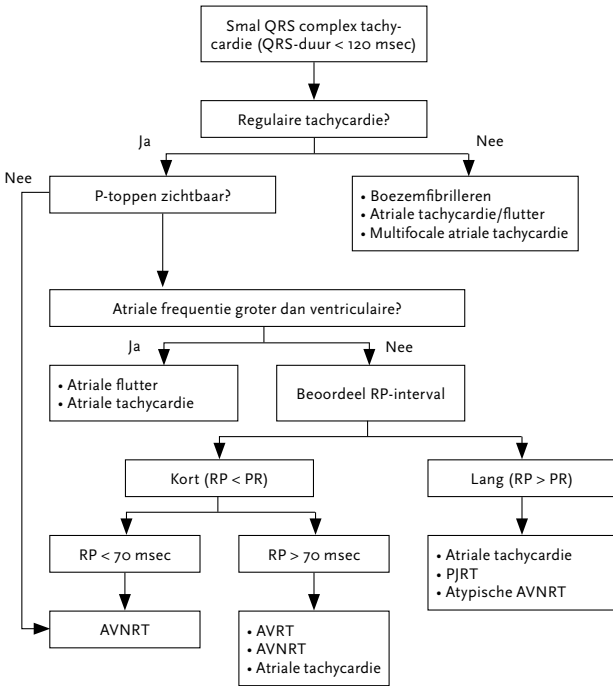 Smal QRS complex tachy-
cardie (QRS-duur < 120 msec)
Regulaire tachycardie?
Ja
Nee
Nee
P-toppen zichtbaar?
• Boezemfibrilleren
• Atriale tachycardie/flutter
• Multifocale atriale tachycardie
Atriale frequentie groter dan ventriculaire?
Ja
Nee
• Atriale flutter
• Atriale tachycardie
Beoordeel RP-interval
Kort (RP < PR)
Lang (RP > PR)
RP < 70 msec
RP > 70 msec
• Atriale tachycardie
• PJRT
• Atypische AVNRT
AVNRT
• AVRT
• AVNRT
• Atriale tachycardie